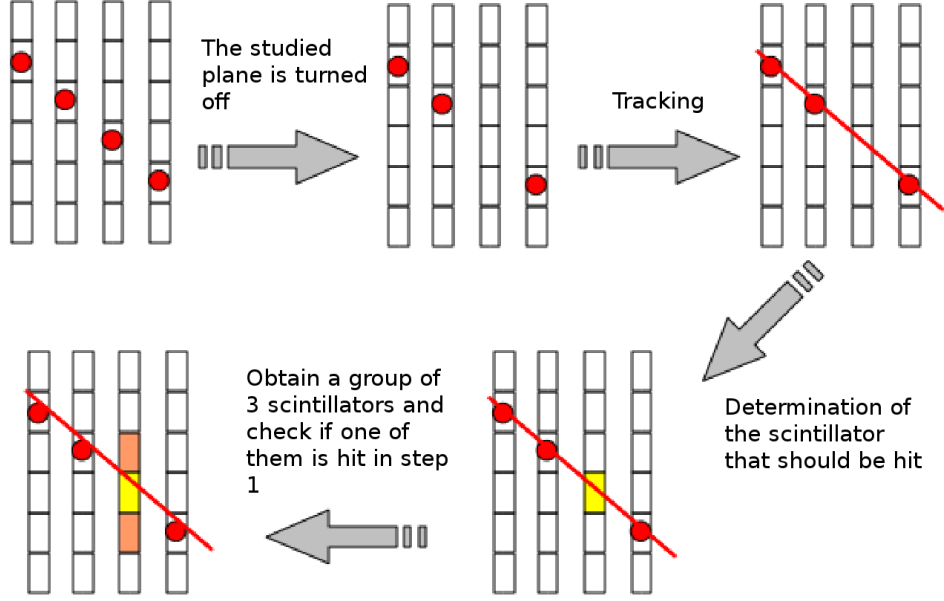 The studied
plane is turned
off
Tracking
Determination of
the scintillator
that should be hit
Obtain a group of
3 scintillators and
check if one of
them is hit in step
1